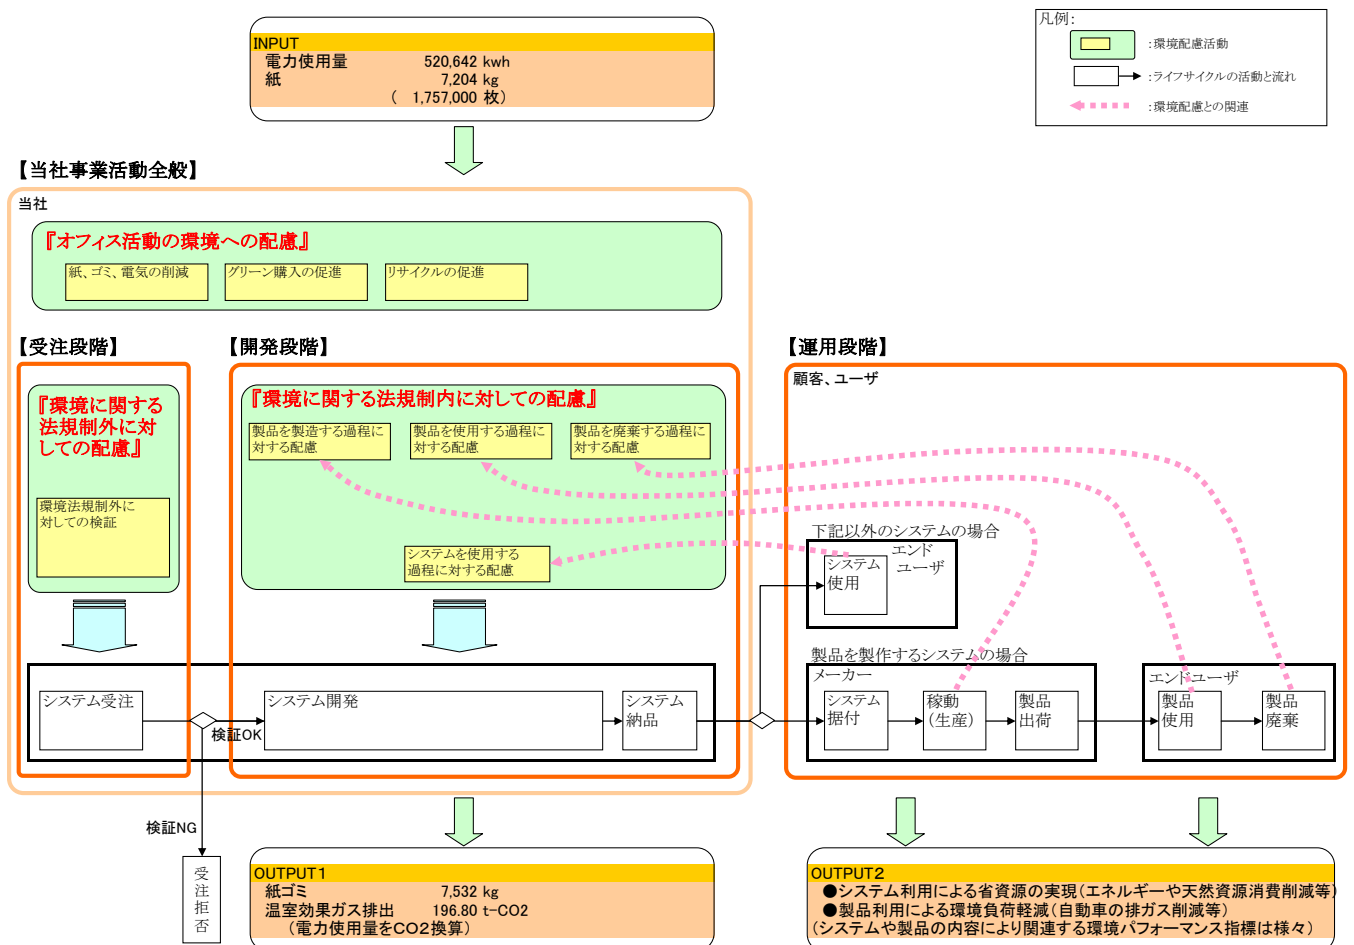 凡例:
:環境配慮活動
:ライフサイクルの活動と流れ
:環境配慮との関連
INPUT
電力使用量 520,642 kwh
紙 7,204 kg
( 1,757,000 枚)
【当社事業活動全般】
当社
『オフィス活動の環境への配慮』
紙、ゴミ、電気の削減
グリーン購入の促進
リサイクルの促進
【受注段階】
【開発段階】
【運用段階】
『環境に関する
法規制外に対
しての配慮』
環境法規制外に
対しての検証
『環境に関する法規制内に対しての配慮』
製品を製造する過程に
対する配慮
製品を使用する過程に
対する配慮
製品を廃棄する過程に
対する配慮
システムを使用する
過程に対する配慮
顧客、ユーザ
下記以外のシステムの場合
エンド
ユーザ
システム
使用
製品を製作するシステムの場合
メーカー
システム
据付
稼動
(生産)
製品
出荷
エンドユーザ
製品
使用
製品
廃棄
システム受注
検証OK
システム開発
システム
納品
検証NG
受注拒否
OUTPUT1
紙ゴミ 7,532 kg
温室効果ガス排出 196.80 t-CO2
(電力使用量をCO2換算)
OUTPUT2
●システム利用による省資源の実現(エネルギーや天然資源消費削減等)
●製品利用による環境負荷軽減(自動車の排ガス削減等)
(システムや製品の内容により関連する環境パフォーマンス指標は様々)